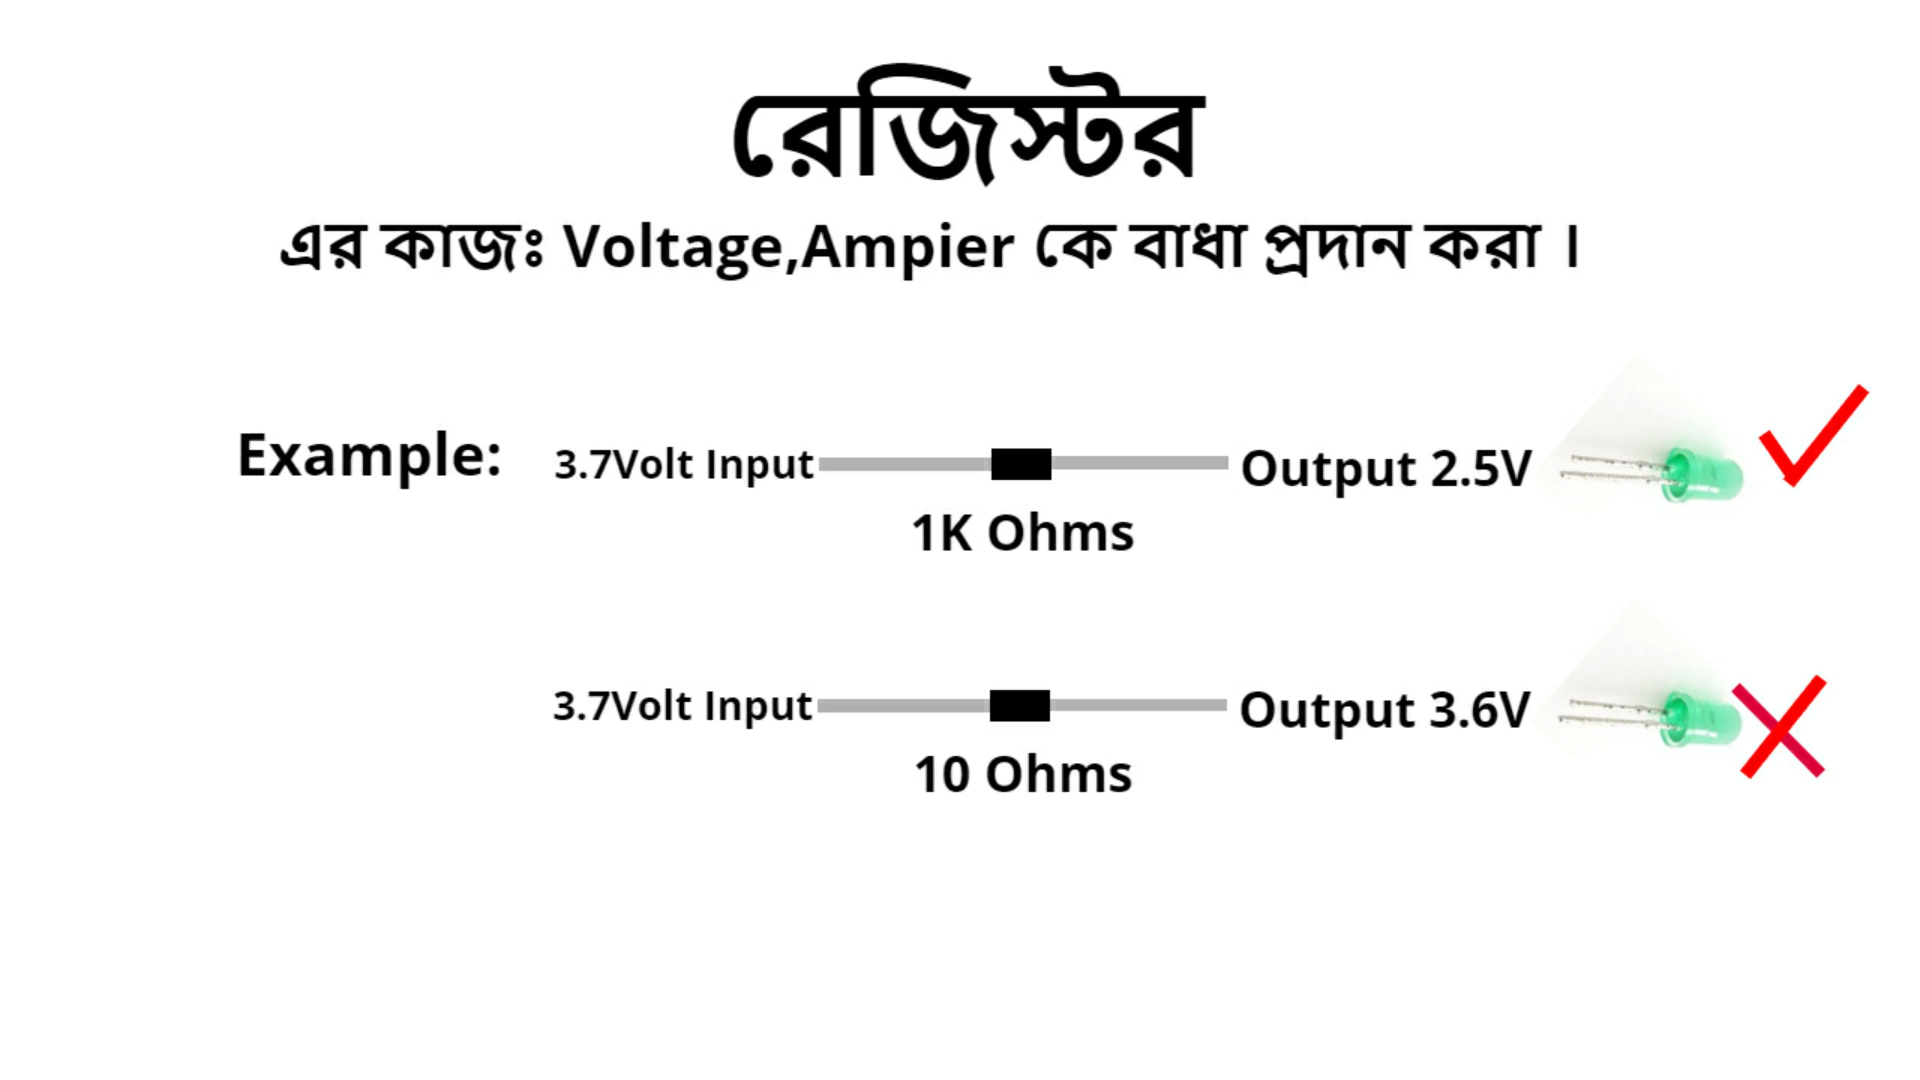 রেজিস্টর
এর কাজঃ Voltage,Ampier কে বাধা প্রদান করা ।
Example: 3.7Volt Input Output 2.5V
1K Ohms
3.7Volt Input Output 3.6V
10 Ohms